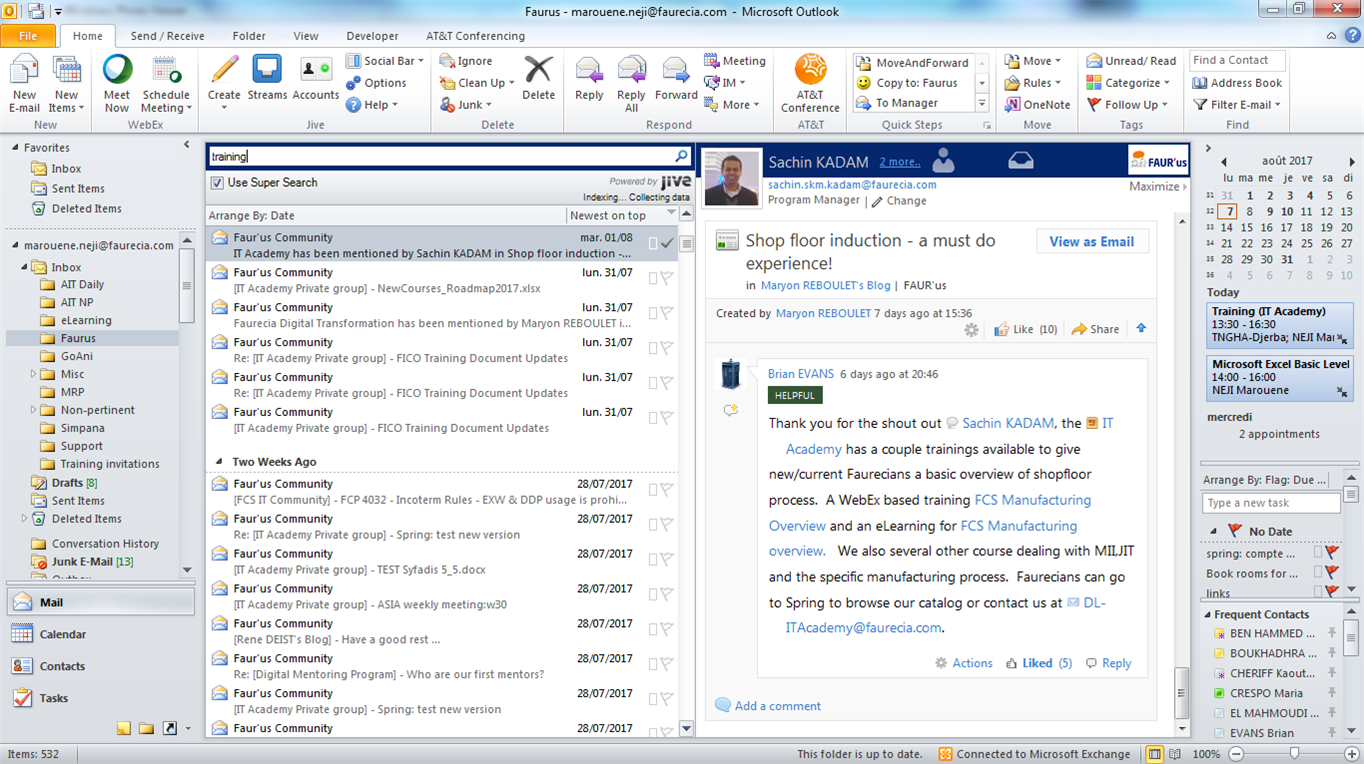 Faurus - marouene.neji@faurecia.com - Microsoft Outlook
File Home Send / Receive Folder View Developer AT&T Conferencing
New E-mail
New Items
New
Meet Now
Schedule Meeting
WebEx
Create
Streams
Accounts
Social Bar
Options
Help
Jive
Ignore
Clean Up
Junk
Delete
Delete
Reply
Reply All
Forward
Meeting
IM
More
Respond
AT&T Conference
AT&T
MoveAndForward
Copy to: Faurus
To Manager
Quick Steps
Move
Rules
OneNote
Move
Unread/ Read
Categorize
Follow Up
Tags
Find a Contact
Address Book
Filter E-mail
Find
Favorites
Inbox
Sent Items
Deleted Items
marouene.neji@faurecia.com
Inbox
AIT Daily
AIT NP
eLearning
Faurus
GoAni
Misc
MRP
Non-pertinent
Simpana
Support
Training invitations
Drafts [8]
Sent Items
Deleted Items
Conversation History
Junk E-Mail [13]
Mail
Calendar
Contacts
Tasks
training
Use Super Search
Powered by jive
Indexing... Collecting data
Arrange By: Date Newest on top
Faur'us Community mar. 01/08
IT Academy has been mentioned by Sachin KADAM in Shop floor induction -...
Faur'us Community lun. 31/07
[IT Academy Private group] - NewCourses_Roadmap2017.xlsx
Faur'us Community lun. 31/07
Faurecia Digital Transformation has been mentioned by Maryon REBOULET i...
Faur'us Community lun. 31/07
Re: [IT Academy Private group] - FICO Training Document Updates
Faur'us Community lun. 31/07
Re: [IT Academy Private group] - FICO Training Document Updates
Faur'us Community lun. 31/07
[IT Academy Private group] - FICO Training Document Updates
Two Weeks Ago
Faur'us Community 28/07/2017
[FCS IT Community] - FCP 4032 - Incoterm Rules - EXW & DDP usage is prohi...
Faur'us Community 28/07/2017
Re: [IT Academy Private group] - Spring: test new version
Faur'us Community 28/07/2017
[IT Academy Private group] - TEST Syfadis 5_5.docx
Faur'us Community 28/07/2017
[IT Academy Private group] - ASIA weekly meeting:w30
Faur'us Community 28/07/2017
[Rene DEIST's Blog] - Have a good rest ...
Faur'us Community 28/07/2017
Re: [Digital Mentoring Program] - Who are our first mentors?
Faur'us Community 28/07/2017
[IT Academy Private group] - Spring: test new version
Faur'us Community 28/07/2017
Sachin KADAM 2 more..
FAUR'us
sachin.skm.kadam@faurecia.com
Maximize
Program Manager | Change
Shop floor induction - a must do
experience!
View as Email
in Maryon REBOULET's Blog | FAUR'us
Created by Maryon REBOULET 7 days ago at 15:36
Like (10) Share
Brian EVANS 6 days ago at 20:46
HELPFUL
Thank you for the shout out Sachin KADAM, the IT
Academy has a couple trainings available to give
new/current Faurecians a basic overview of shopfloor
process. A WebEx based training FCS Manufacturing
Overview and an eLearning for FCS Manufacturing
overview. We also several other course dealing with MII,JIT
and the specific manufacturing process. Faurecians can go
to Spring to browse our catalog or contact us at DL-
ITAcademy@faurecia.com.
Actions Liked (5) Reply
Add a comment
août 2017
lu ma me je ve sa di
31 31 1 2 3 4 5 6
32 7 8 9 10 11 12 13
33 14 15 16 17 18 19 20
34 21 22 23 24 25 26 27
35 28 29 30 31 1 2 3
36 4 5 6 7 8 9 10
Today
Training (IT Academy)
13:30 - 16:30
TNGHA-Djerba; NEJI Mar
Microsoft Excel Basic Level
14:00 - 16:00
NEJI Marouene
mercredi
2 appointments
Arrange By: Flag: Due ...
Type a new task
No Date
spring: compte ...
Book rooms for ...
links
Frequent Contacts
BEN HAMMED ...
BOUKHADHRA ...
CHERIFF Kaout...
CRESPO Maria
EL MAHMOUDI ...
EVANS Brian
Items: 532
This folder is up to date. Connected to Microsoft Exchange 100%